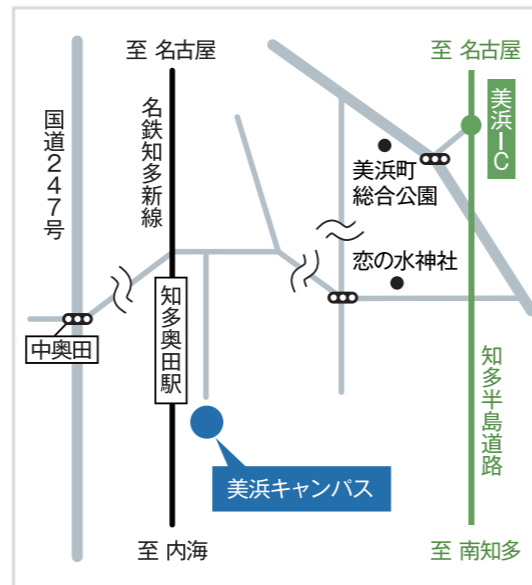 至 名古屋
至 名古屋
国道247号
名鉄知多新線
美浜IC
美浜町
総合公園
恋の水神社
中奥田
知多奥田駅
知多半島道路
美浜キャンパス
至 内海
至 南知多